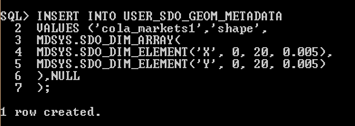 SQL> INSERT INTO USER_SDO_GEOM_METADATA
2 VALUES ('cola_markets1','shape',
3 MDSYS.SDO_DIM_ARRAY(
4 MDSYS.SDO_DIM_ELEMENT('X', 0, 20, 0.005),
5 MDSYS.SDO_DIM_ELEMENT('Y', 0, 20, 0.005)
6 ),NULL
7 );
1 row created.